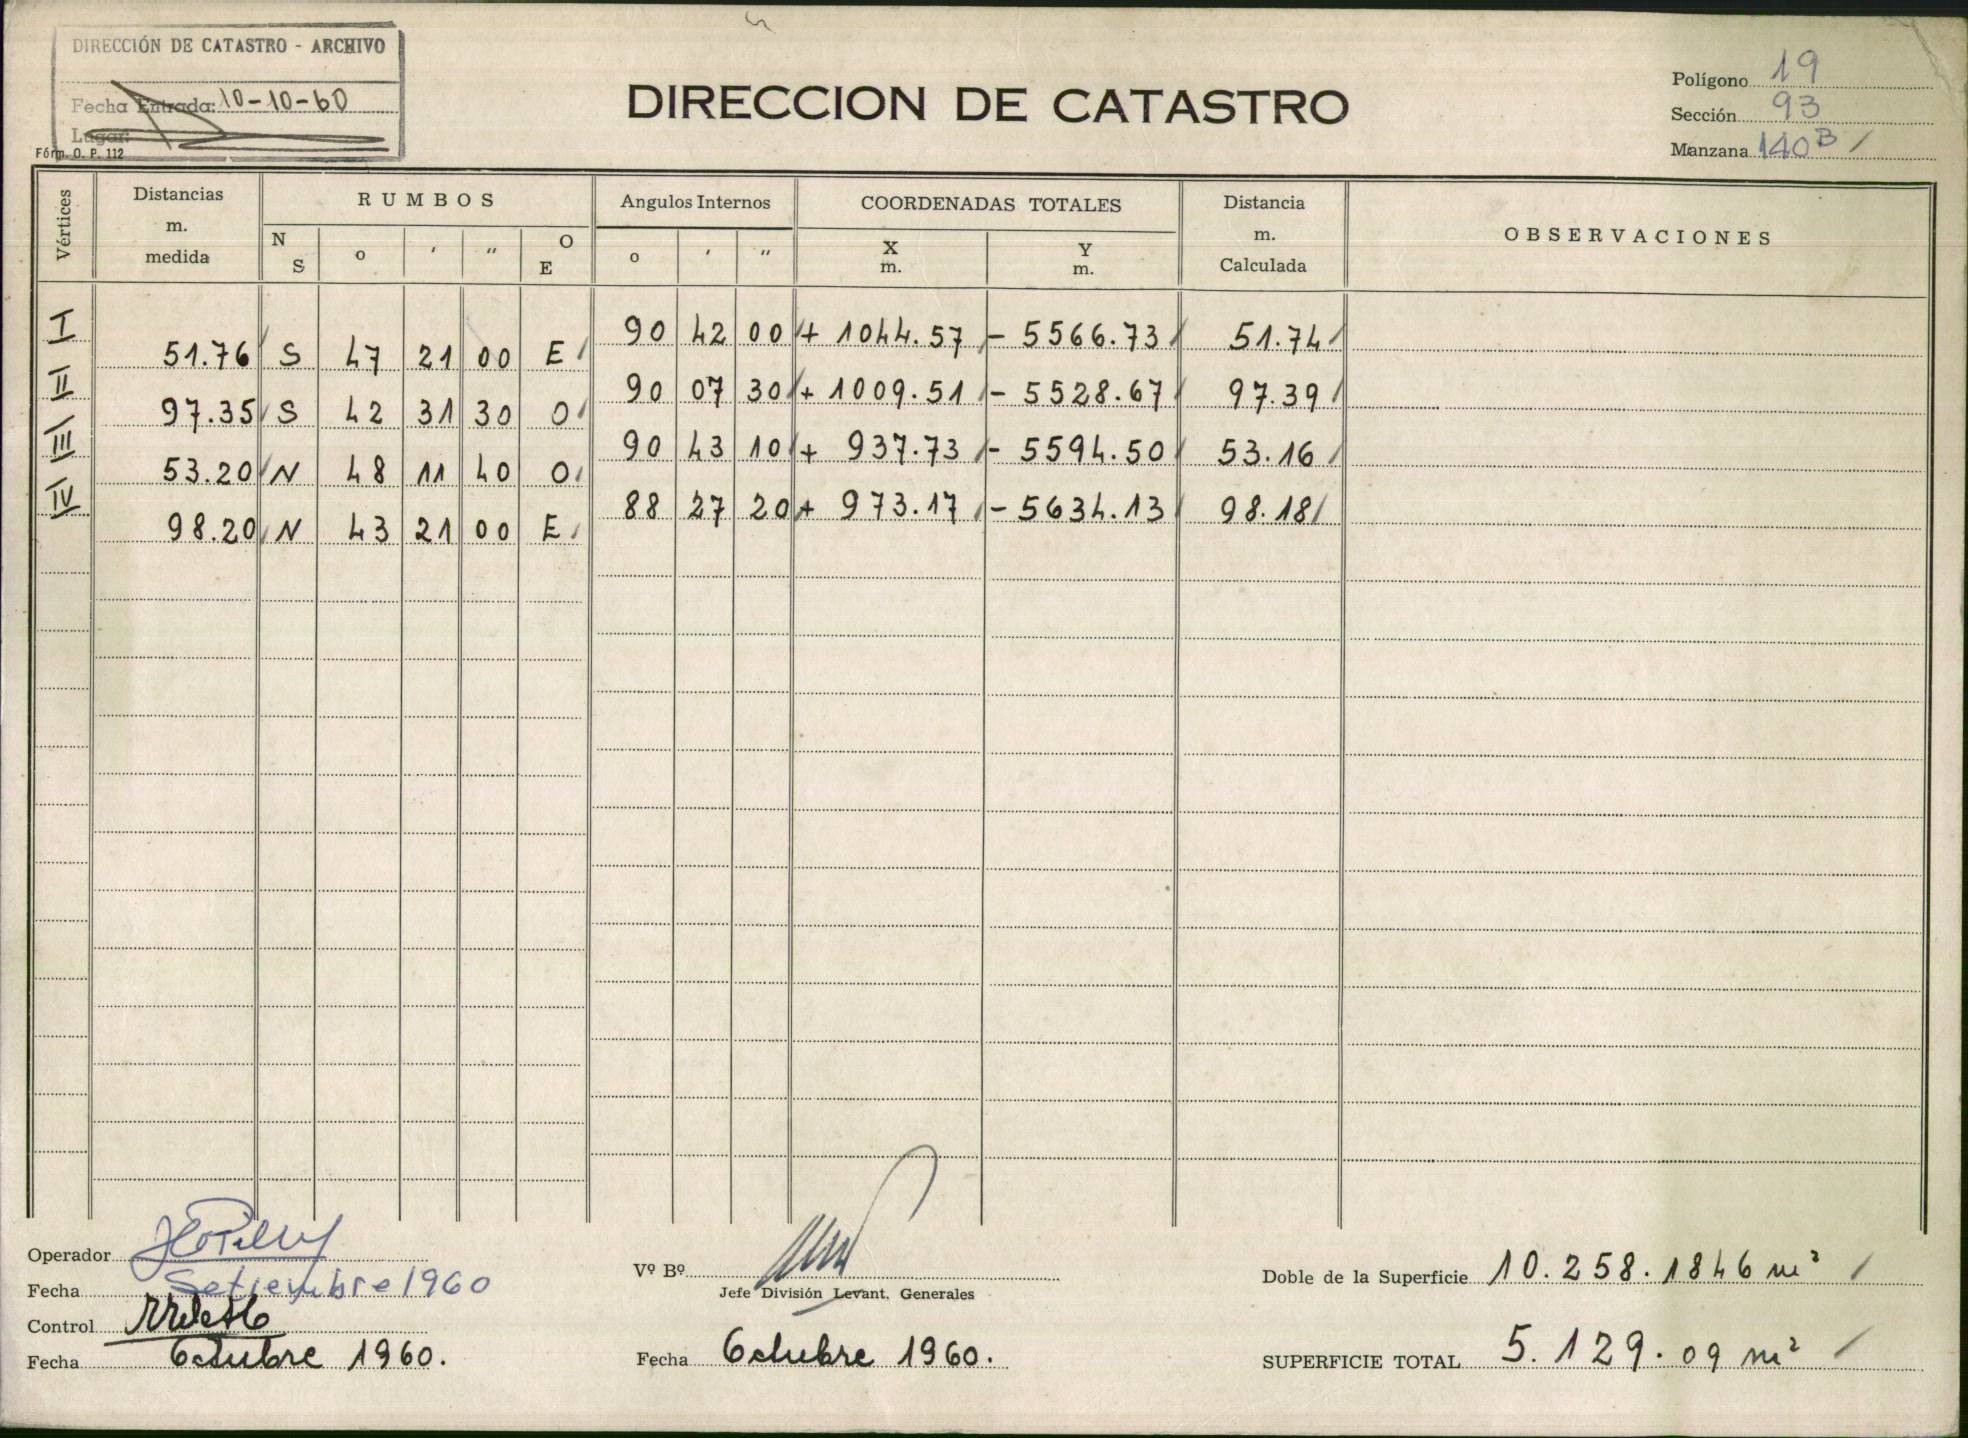 DIRECCIÓN DE CATASTRO - ARCHIVO
Fecha Entrada: 10-10-60
Lugar:
Fórm. O. P. 112
DIRECCION DE CATASTRO
Polígono 19
Sección 93
Manzana 140B /
Vértices
Distancias m. medida
RUMBOS
N S o ′ ″ O E
Angulos Internos
o ′ ″
COORDENADAS TOTALES
X m. Y m.
Distancia m. Calculada
OBSERVACIONES
I 90 42 00 + 1044.57 - 5566.73 51.74
51.76 S 47 21 00 E
II 90 07 30 + 1009.51 - 5528.67 97.39
97.35 S 42 31 30 O
III 90 43 10 + 937.73 - 5594.50 53.16
53.20 N 48 11 40 O
IV 88 27 20 + 973.17 - 5634.13 98.18
98.20 N 43 21 00 E
Operador
Fecha Setiembre 1960
Control
Fecha Octubre 1960.
Vº Bº
Jefe División Levant. Generales
Fecha Octubre 1960.
Doble de la Superficie 10.258.1846 m² /
SUPERFICIE TOTAL 5.129.09 m² /